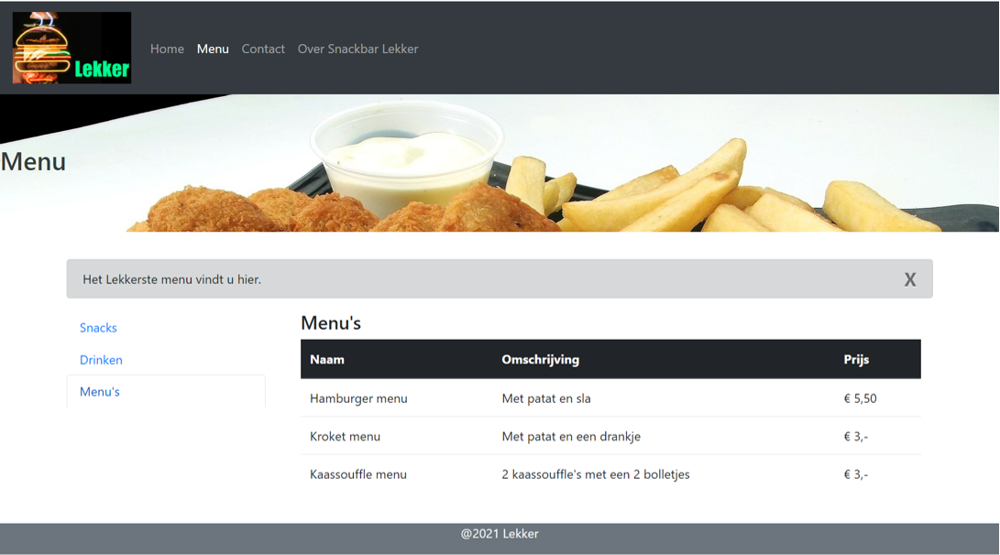 Lekker
Home Menu Contact Over Snackbar Lekker
Menu
Het Lekkerste menu vindt u hier. X
Snacks
Drinken
Menu's
Menu's
Naam Omschrijving Prijs
Hamburger menu Met patat en sla € 5,50
Kroket menu Met patat en een drankje € 3,-
Kaassouffle menu 2 kaassouffle's met een 2 bolletjes € 3,-
@2021 Lekker